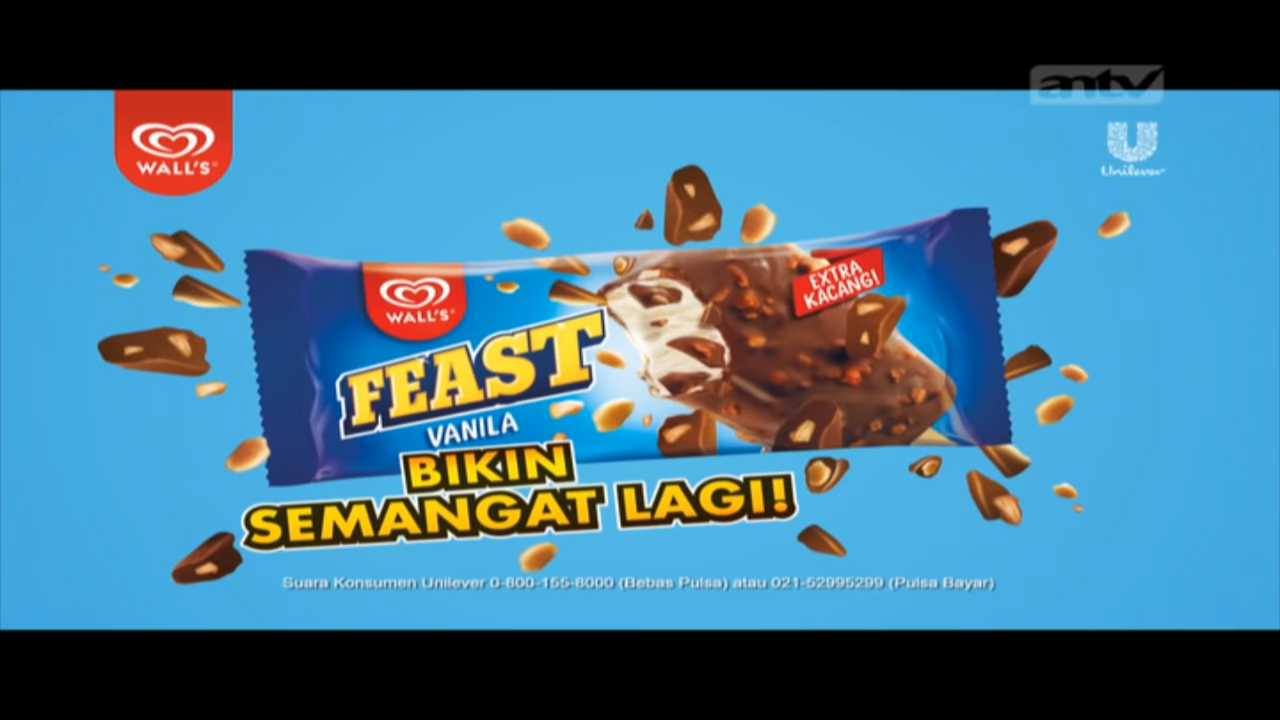 antv
WALL'S
Unilever
WALL'S
EXTRA
KACANG!
FEAST
VANILA
BIKIN
SEMANGAT LAGI!
Suara Konsumen Unilever 0-800-155-8000 (Bebas Pulsa) atau 021-52995299 (Pulsa Bayar)